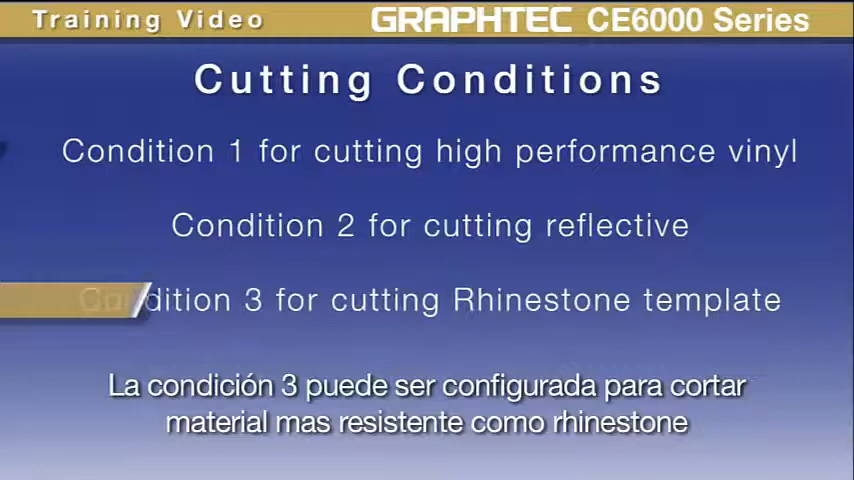 Training Video
GRAPHTEC CE6000 Series
Cutting Conditions
Condition 1 for cutting high performance vinyl
Condition 2 for cutting reflective
Condition 3 for cutting Rhinestone template
La condición 3 puede ser configurada para cortar
material mas resistente como rhinestone